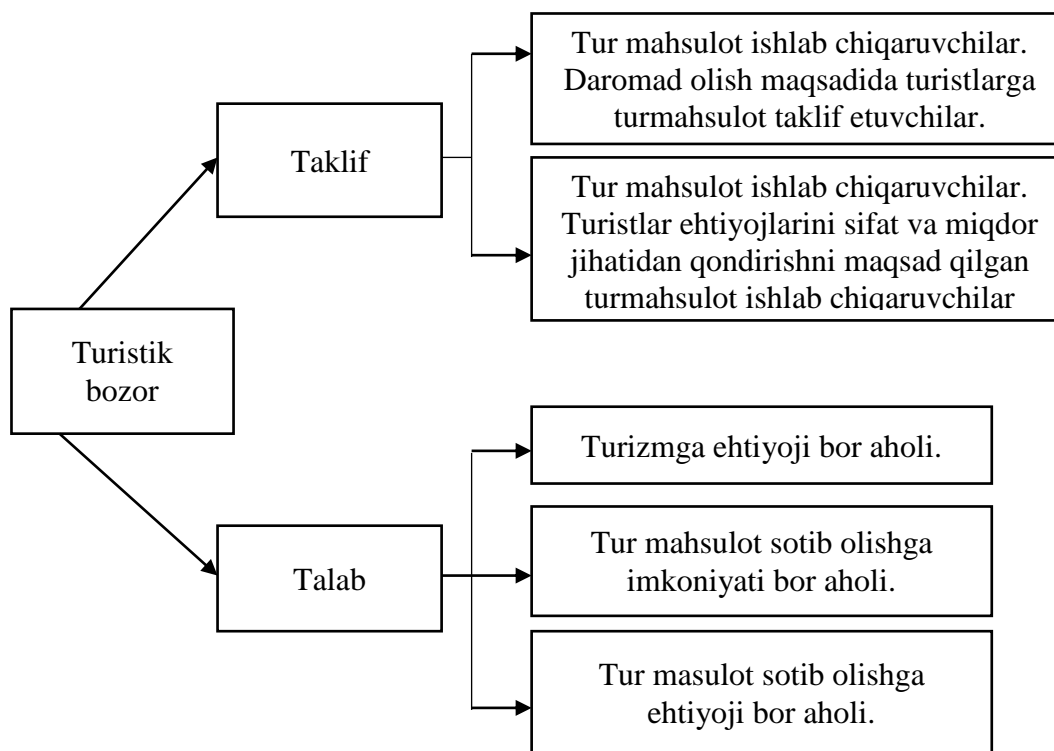 Tur mahsulot ishlab chiqaruvchilar.
Daromad olish maqsadida turistlarga
turmahsulot taklif etuvchilar.
Taklif
Tur mahsulot ishlab chiqaruvchilar.
Turistlar ehtiyojlarini sifat va miqdor
jihatidan qondirishni maqsad qilgan
turmahsulot ishlab chiqaruvchilar
Turistik
bozor
Turizmga ehtiyoji bor aholi.
Talab
Tur mahsulot sotib olishga
imkoniyati bor aholi.
Tur masulot sotib olishga
ehtiyoji bor aholi.